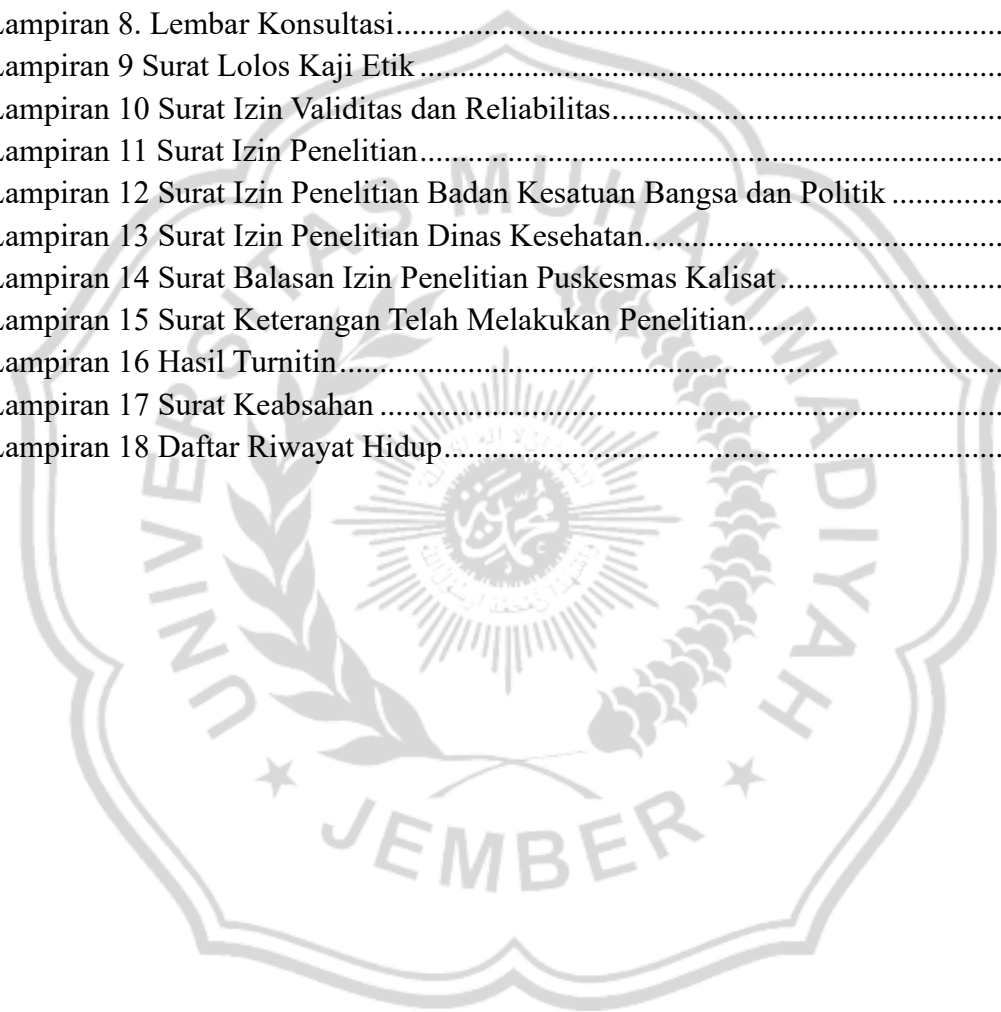 Lampiran 8. Lembar Konsultasi..........................................................................
Lampiran 9 Surat Lolos Kaji Etik.......................................................................
Lampiran 10 Surat Izin Validitas dan Reliabilitas...............................................
Lampiran 11 Surat Izin Penelitian.......................................................................
Lampiran 12 Surat Izin Penelitian Badan Kesatuan Bangsa dan Politik .............
Lampiran 13 Surat Izin Penelitian Dinas Kesehatan...........................................
Lampiran 14 Surat Balasan Izin Penelitian Puskesmas Kalisat...........................
Lampiran 15 Surat Keterangan Telah Melakukan Penelitian..............................
Lampiran 16 Hasil Turnitin.................................................................................
Lampiran 17 Surat Keabsahan............................................................................
Lampiran 18 Daftar Riwayat Hidup....................................................................
UNIVERSITAS MUHAMMADIYAH
JEMBER